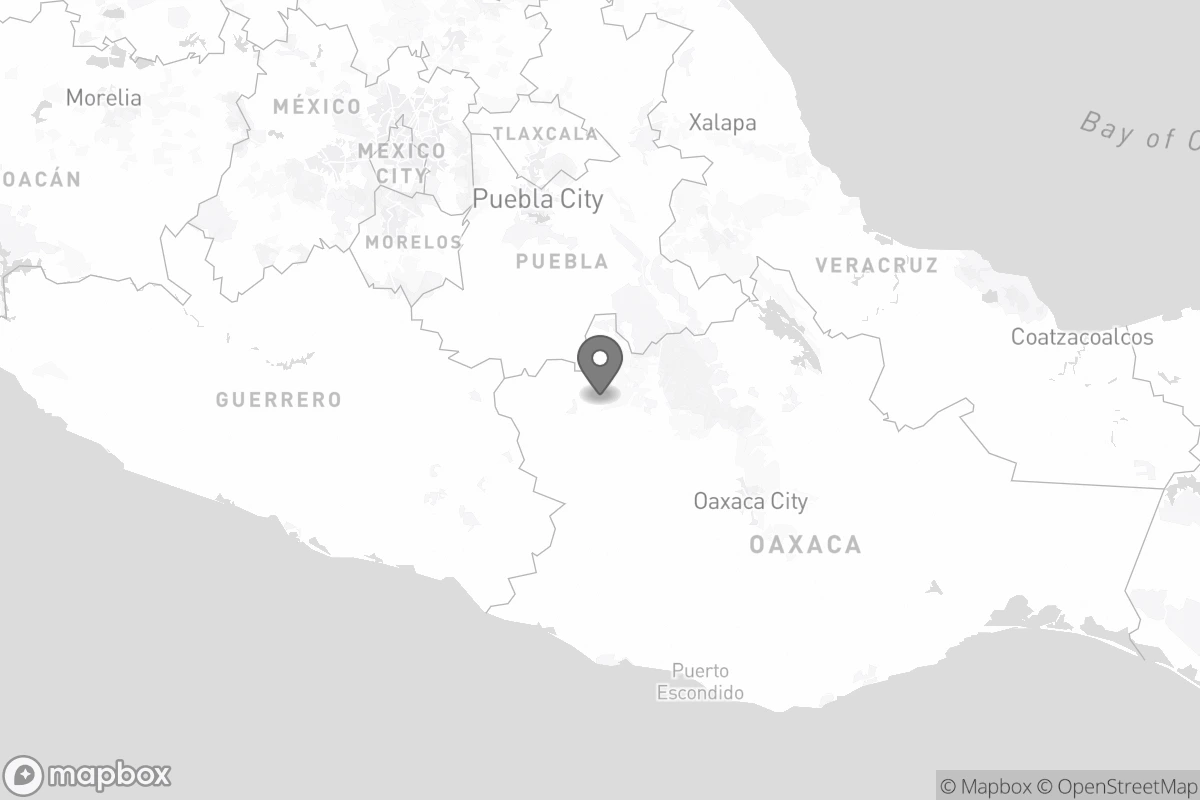 Morelia
MÉXICO
Xalapa
Bay of C
TLAXCALA
MEXICO
CITY
OACÁN
Puebla City
MORELOS
PUEBLA
VERACRUZ
Coatzacoalcos
GUERRERO
Oaxaca City
OAXACA
Puerto
Escondido
mapbox
© Mapbox © OpenStreetMap